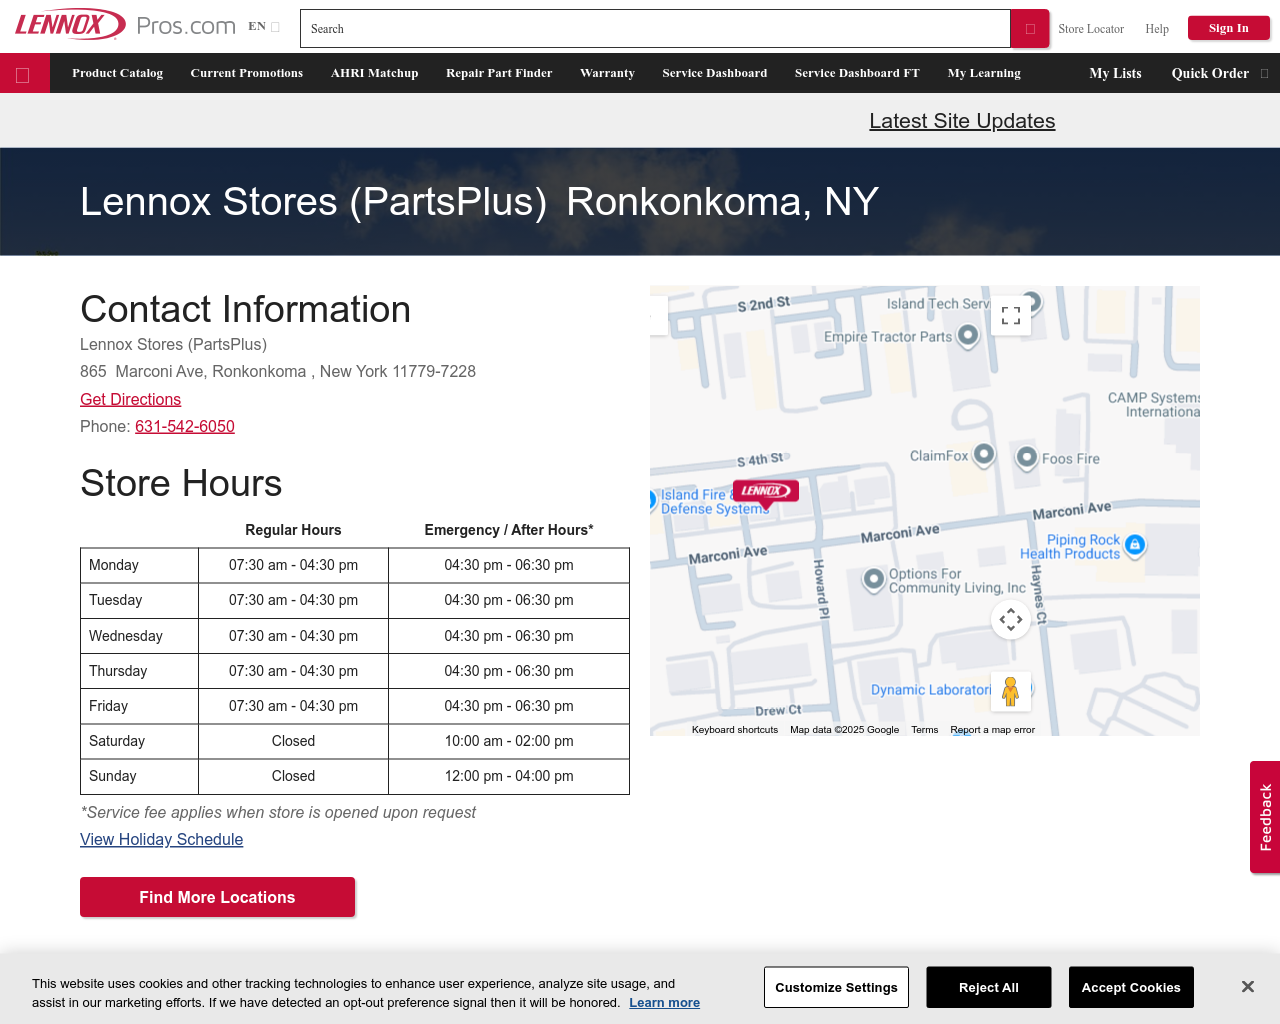 LENNOX Pros.com EN Search Store Locator Help Sign In
Product Catalog Current Promotions AHRI Matchup Repair Part Finder Warranty Service Dashboard Service Dashboard FT My Learning My Lists Quick Order
Latest Site Updates
Lennox Stores (PartsPlus) Ronkonkoma, NY
Contact Information
Lennox Stores (PartsPlus)
865 Marconi Ave, Ronkonkoma , New York 11779-7228
Get Directions
Phone: 631-542-6050
Store Hours
Regular Hours Emergency / After Hours*
Monday 07:30 am - 04:30 pm 04:30 pm - 06:30 pm
Tuesday 07:30 am - 04:30 pm 04:30 pm - 06:30 pm
Wednesday 07:30 am - 04:30 pm 04:30 pm - 06:30 pm
Thursday 07:30 am - 04:30 pm 04:30 pm - 06:30 pm
Friday 07:30 am - 04:30 pm 04:30 pm - 06:30 pm
Saturday Closed 10:00 am - 02:00 pm
Sunday Closed 12:00 pm - 04:00 pm
*Service fee applies when store is opened upon request
View Holiday Schedule
Find More Locations
S 2nd St
Island Tech Serv
Empire Tractor Parts
CAMP Systems
Internationa
S 4th St
ClaimFox
Foos Fire
LENNOX
Island Fire &
Defense Systems
Marconi Ave
Marconi Ave
Marconi Ave
Piping Rock
Health Products
Howard Pl
Options For
Community Living, Inc
Haynes Ct
Dynamic Laborator
Drew Ct
Keyboard shortcuts Map data ©2025 Google Terms Report a map error
Feedback
This website uses cookies and other tracking technologies to enhance user experience, analyze site usage, and
assist in our marketing efforts. If we have detected an opt-out preference signal then it will be honored. Learn more
Customize Settings Reject All Accept Cookies